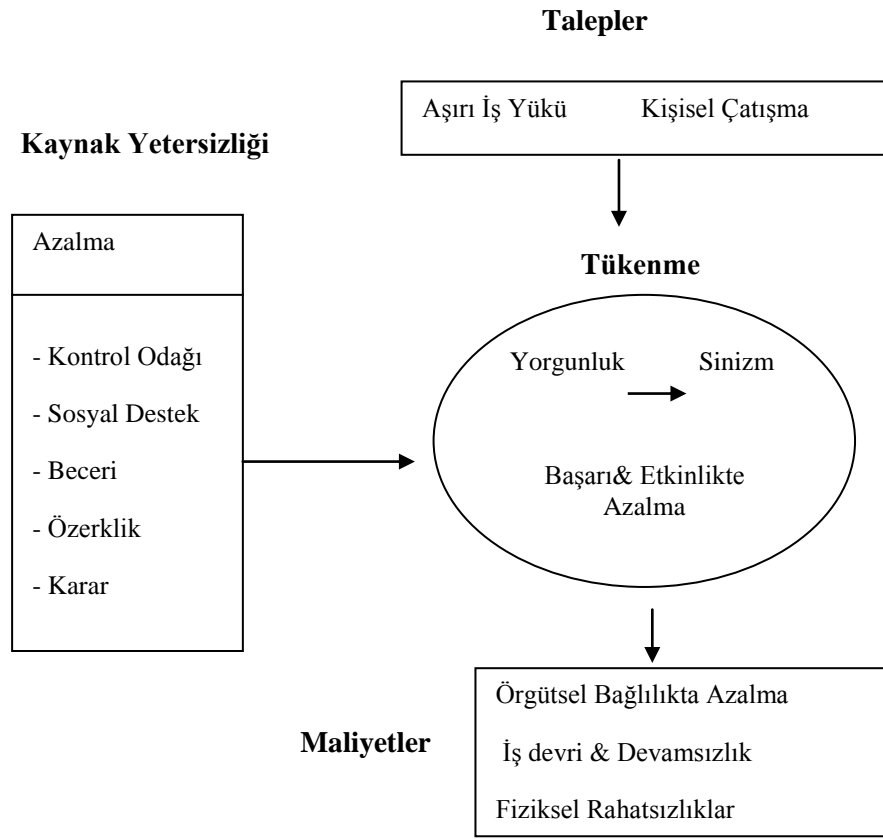 Talepler
Aşırı İş Yükü Kişisel Çatışma
Kaynak Yetersizliği
Azalma
- Kontrol Odağı
- Sosyal Destek
- Beceri
- Özerklik
- Karar
Tükenme
Yorgunluk Sinizm
Başarı& Etkinlikte
Azalma
Maliyetler
Örgütsel Bağlılıkta Azalma
İş devri & Devamsızlık
Fiziksel Rahatsızlıklar